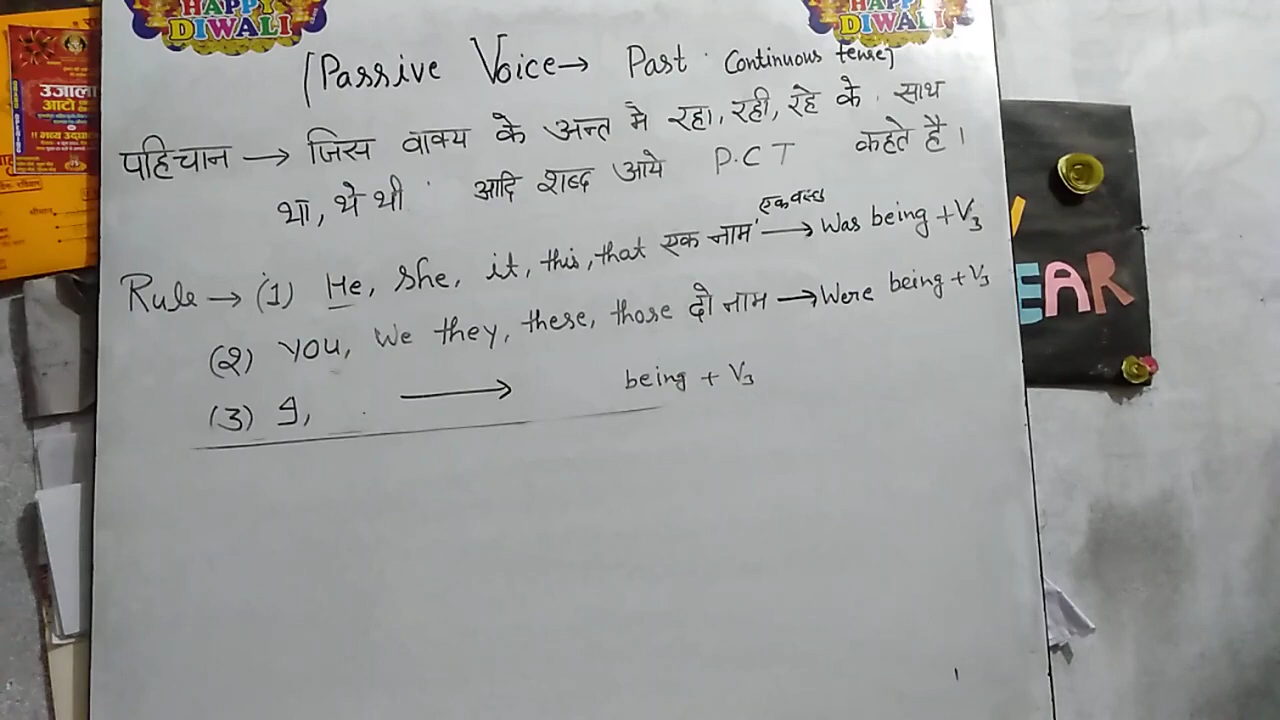 HAPPY DIWALI
HAPPY DIWALI
(Passive Voice→ Past Continuous tense)
पहिचान → जिस वाक्य के अन्त मे रहा, रही, रहे के साथ
था, थे थी आदि शब्द आये P.C T कहते है।
एकवस्तु
Rule → (1) He, She, it, this, that एक नाम → Was being + V3
(2) YOU, We they, these, those दो नाम → Were being + V3
(3) I, → being + V3
उजाला
आटो
EAR